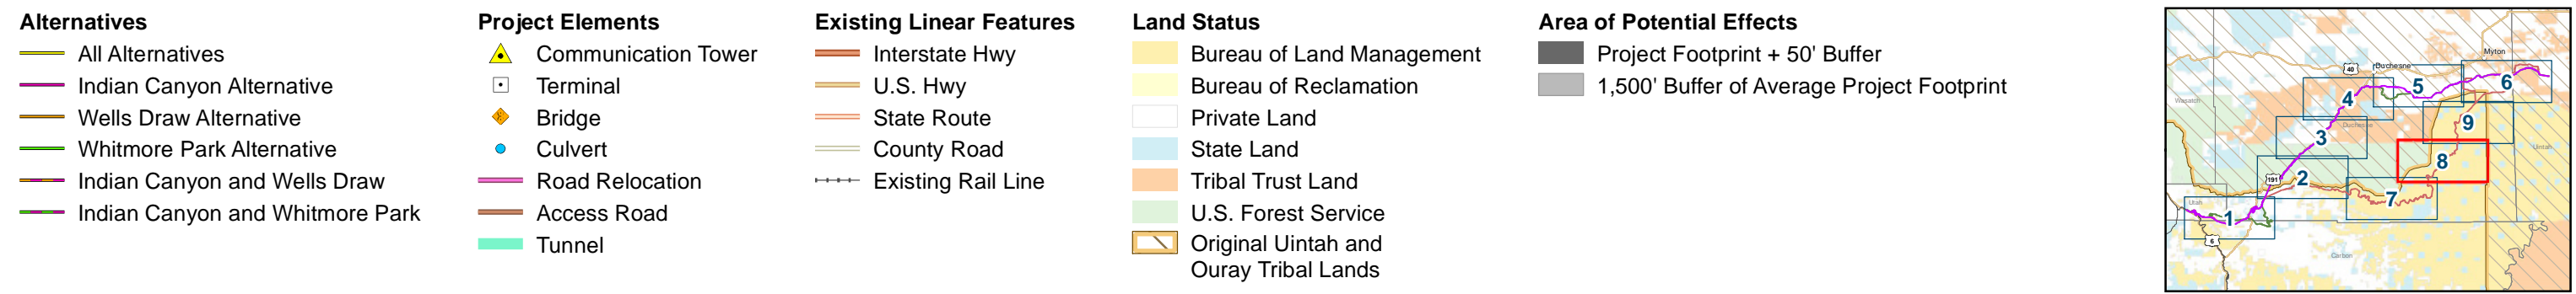 Alternatives
All Alternatives
Indian Canyon Alternative
Wells Draw Alternative
Whitmore Park Alternative
Indian Canyon and Wells Draw
Indian Canyon and Whitmore Park
Project Elements
Communication Tower
Terminal
Bridge
Culvert
Road Relocation
Access Road
Tunnel
Existing Linear Features
Interstate Hwy
U.S. Hwy
State Route
County Road
Existing Rail Line
Land Status
Bureau of Land Management
Bureau of Reclamation
Private Land
State Land
Tribal Trust Land
U.S. Forest Service
Original Uintah and
Ouray Tribal Lands
Area of Potential Effects
Project Footprint + 50' Buffer
1,500' Buffer of Average Project Footprint
Myton
40
Duchesne
6
5
4
Wasatch
9
Duchesne
3
Uintah
8
191
2
7
Utah
1
6
Carbon